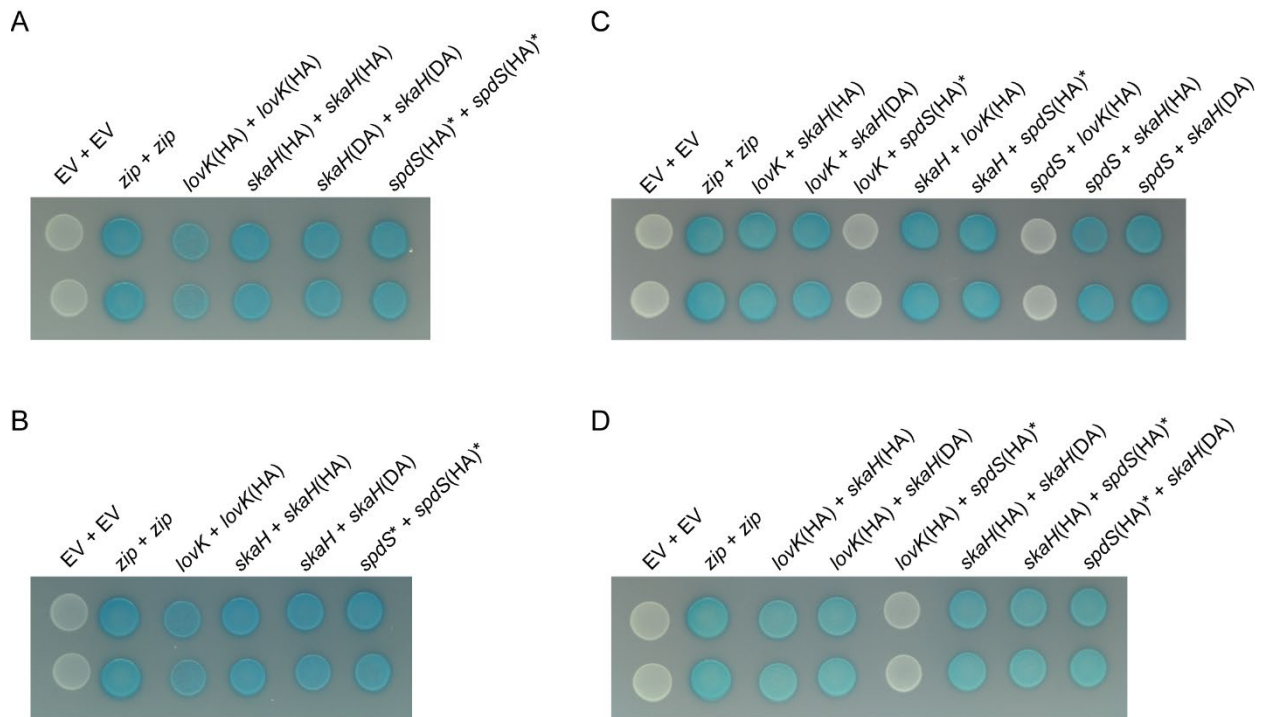 A
EV + EV
zip + zip
lovK(HA) + lovK(HA)
skaH(HA) + skaH(HA)
skaH(DA) + skaH(DA)
spdS(HA)* + spdS(HA)*
C
EV + EV
zip + zip
lovK + skaH(HA)
lovK + skaH(DA)
lovK + spdS(HA)*
skaH + lovK(HA)
skaH + spdS(HA)*
spdS + lovK(HA)
spdS + skaH(HA)
spdS + skaH(DA)
B
EV + EV
zip + zip
lovK + lovK(HA)
skaH + skaH(HA)
skaH + skaH(DA)
spdS* + spdS(HA)*
D
EV + EV
zip + zip
lovK(HA) + skaH(HA)
lovK(HA) + skaH(DA)
lovK(HA) + spdS(HA)*
skaH(HA) + skaH(DA)
skaH(HA) + spdS(HA)*
spdS(HA)* + skaH(DA)